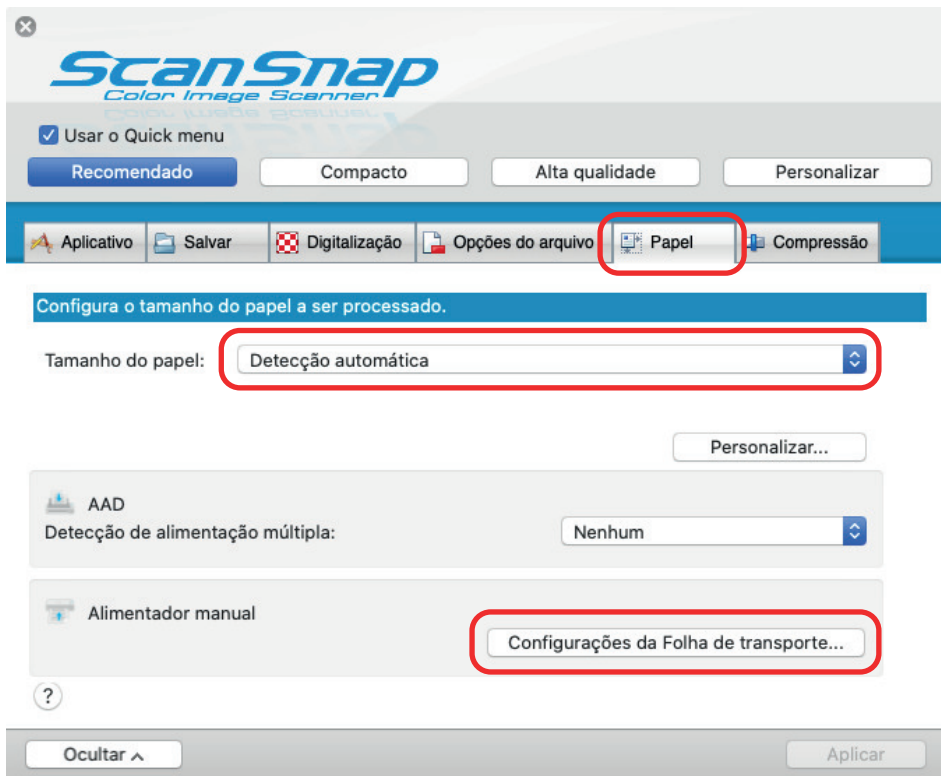 ScanSnap
Color Image Scanner
Usar o Quick menu
Recomendado Compacto Alta qualidade Personalizar
Aplicativo Salvar Digitalização Opções do arquivo Papel Compressão
Configura o tamanho do papel a ser processado.
Tamanho do papel: Detecção automática
Personalizar...
AAD
Detecção de alimentação múltipla: Nenhum
Alimentador manual
Configurações da Folha de transporte...
?
Ocultar Aplicar